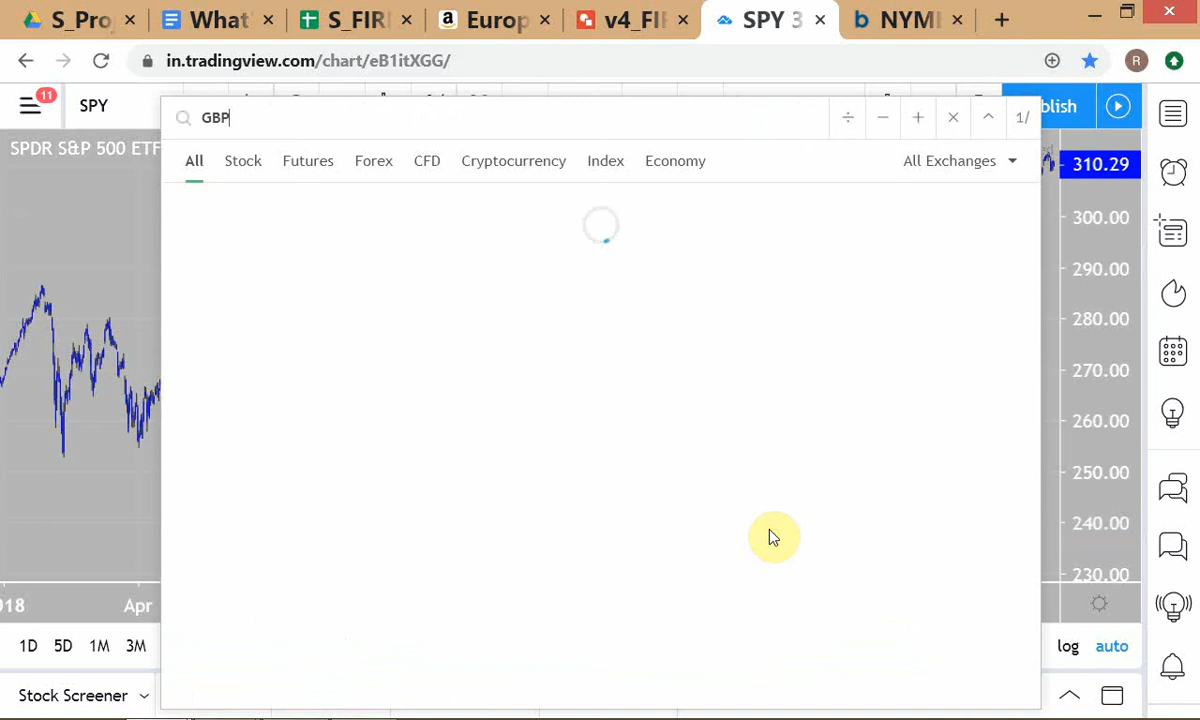 S_Pro
What
S_FIR
Europ
v4_FI
SPY 3
NYM
in.tradingview.com/chart/eB1itXGG/
R
11
SPY
GBP
1/
blish
SPDR S&P 500 ETF
All
Stock
Futures
Forex
CFD
Cryptocurrency
Index
Economy
All Exchanges
310.29
300.00
290.00
280.00
270.00
260.00
250.00
240.00
230.00
018
Apr
1D
5D
1M
3M
log
auto
Stock Screener